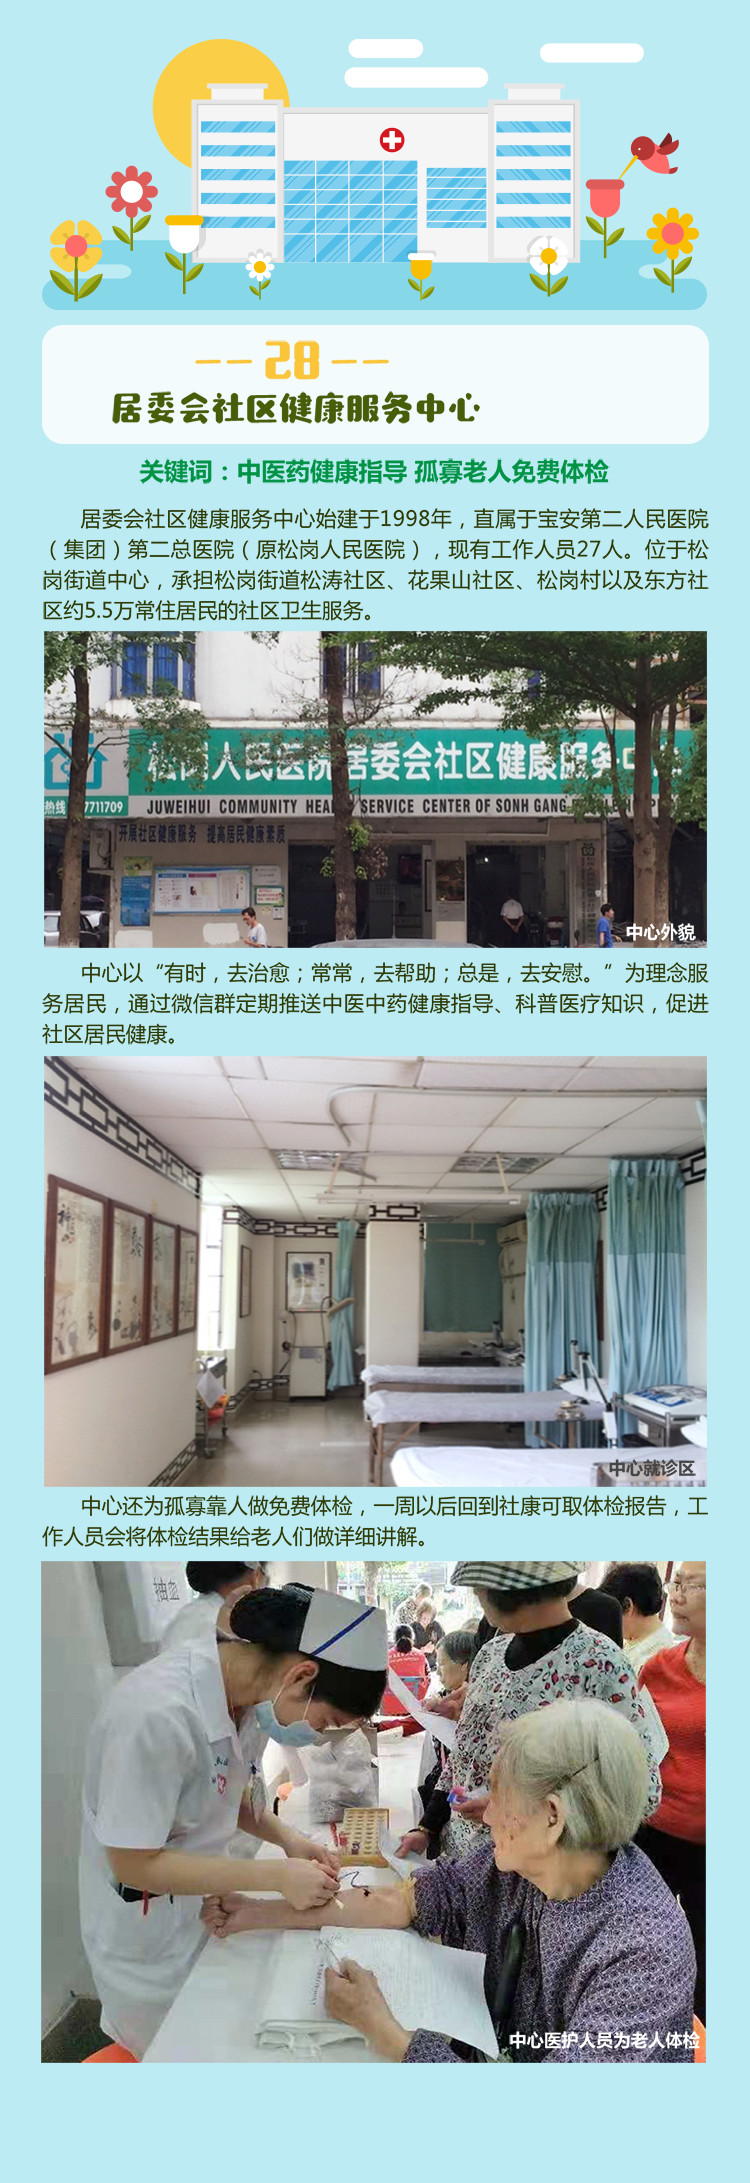 ——28——
居委会社区健康服务中心
关键词：中医药健康指导 孤寡老人免费体检
居委会社区健康服务中心始建于1998年，直属于宝安第二人民医院
（集团）第二总医院（原松岗人民医院），现有工作人员27人。位于松
岗街道中心，承担松岗街道松涛社区、花果山社区、松岗村以及东方社
区约5.5万常住居民的社区卫生服务。
松岗人民医院居委会社区健康服务中心
热线 7711709
JUWEIHUI COMMUNITY HEA SERVICE CENTER OF SONH GANG
开展社区健康服务 提高居民健康素质
中心外貌
中心以“有时，去治愈；常常，去帮助；总是，去安慰。”为理念服
务居民，通过微信群定期推送中医中药健康指导、科普医疗知识，促进
社区居民健康。
中心就诊区
中心还为孤寡靠人做免费体检，一周以后回到社康可取体检报告，工
作人员会将体检结果给老人们做详细讲解。
抽血
中心医护人员为老人体检